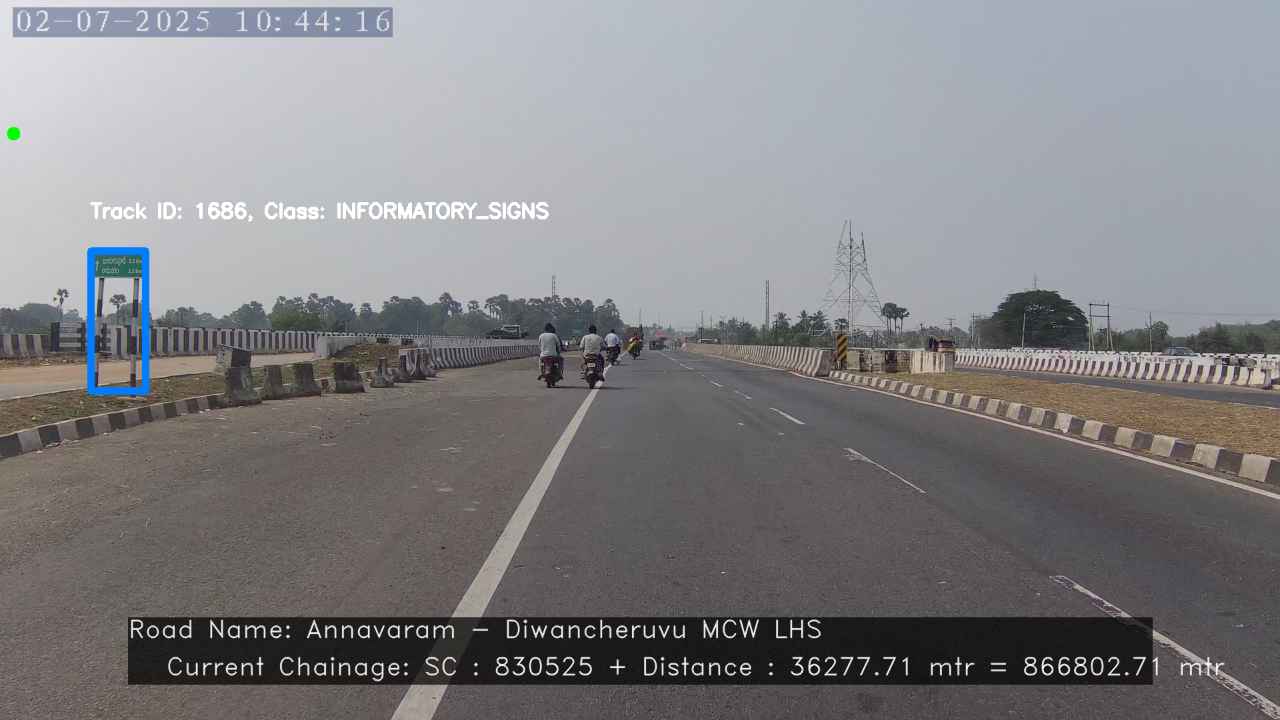 02-07-2025 10:44:16
Track ID: 1686, Class: INFORMATORY_SIGNS
Road Name: Annavaram - Diwancheruvu MCW LHS
Current Chainage: SC : 830525 + Distance : 36277.71 mtr = 866802.71 mtr